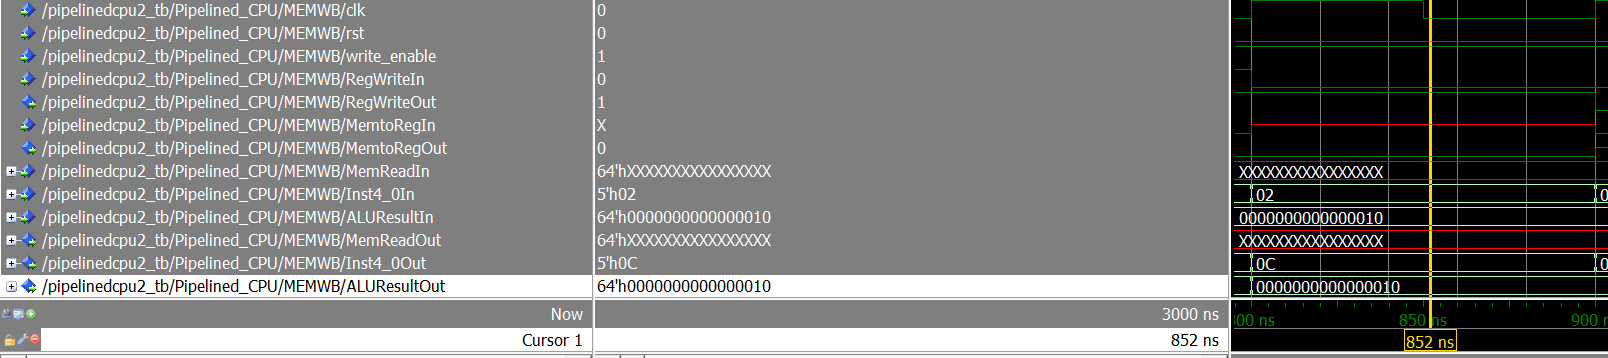 /pipelinedcpu2_tb/Pipelined_CPU/MEMWB/clk 0
/pipelinedcpu2_tb/Pipelined_CPU/MEMWB/rst 0
/pipelinedcpu2_tb/Pipelined_CPU/MEMWB/write_enable 1
/pipelinedcpu2_tb/Pipelined_CPU/MEMWB/RegWriteIn 0
/pipelinedcpu2_tb/Pipelined_CPU/MEMWB/RegWriteOut 1
/pipelinedcpu2_tb/Pipelined_CPU/MEMWB/MemtoRegIn X
/pipelinedcpu2_tb/Pipelined_CPU/MEMWB/MemtoRegOut 0
/pipelinedcpu2_tb/Pipelined_CPU/MEMWB/MemReadIn 64'hXXXXXXXXXXXXXXXX XXXXXXXXXXXXXXXX
/pipelinedcpu2_tb/Pipelined_CPU/MEMWB/Inst4_0In 5'h02 02 0
/pipelinedcpu2_tb/Pipelined_CPU/MEMWB/ALUResultIn 64'h0000000000000010 0000000000000010
/pipelinedcpu2_tb/Pipelined_CPU/MEMWB/MemReadOut 64'hXXXXXXXXXXXXXXXX XXXXXXXXXXXXXXXX
/pipelinedcpu2_tb/Pipelined_CPU/MEMWB/Inst4_0Out 5'h0C 0C 0
/pipelinedcpu2_tb/Pipelined_CPU/MEMWB/ALUResultOut 64'h0000000000000010 0000000000000010
Now 3000 ns 00 ns 850 ns 900 n
Cursor 1 852 ns 852 ns